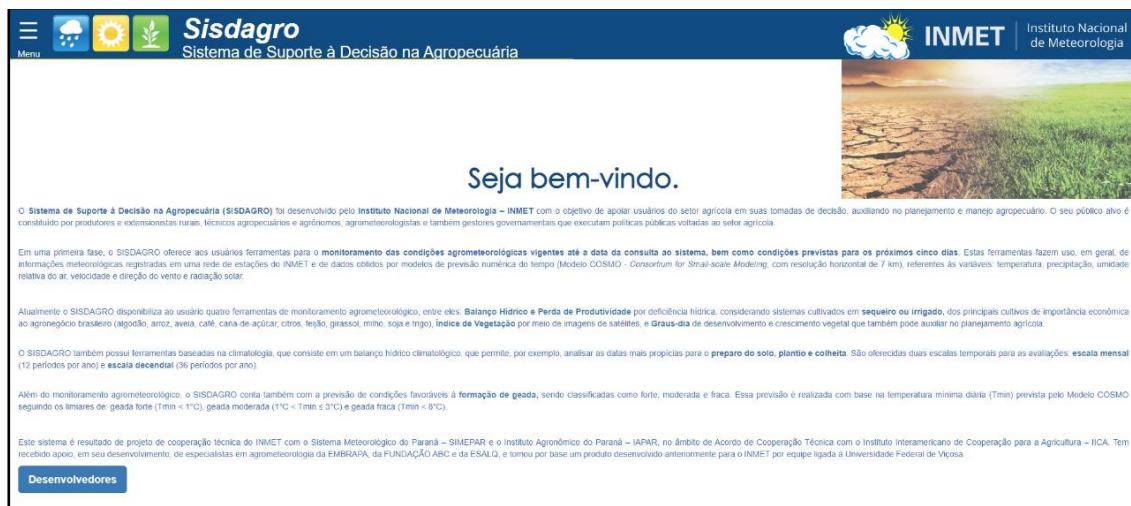 Sisdagro
Menu
Sistema de Suporte à Decisão na Agropecuária
INMET
Instituto Nacional
de Meteorologia
Seja bem-vindo.
O Sistema de Suporte à Decisão na Agropecuária (SISDAGRO) foi desenvolvido pelo Instituto Nacional de Meteorologia – INMET com o objetivo de apoiar usuários do setor agrícola em suas tomadas de decisão, auxiliando no planejamento e manejo agropecuário. O seu público alvo é
constituído por produtores e extensionistas rurais, técnicos agropecuários e agrônomos, agrometeorologistas e também gestores governamentais que executam políticas públicas voltadas ao setor agrícola.
Em uma primeira fase, o SISDAGRO oferece aos usuários ferramentas para o monitoramento das condições agrometeorológicas vigentes até a data da consulta ao sistema, bem como condições previstas para os próximos cinco dias. Estas ferramentas fazem uso, em geral, de
informações meteorológicas registradas em uma rede de estações do INMET e de dados obtidos por modelos de previsão numérica do tempo (Modelo COSMO - Consortium for Small-scale Modeling, com resolução horizontal de 7 km), referentes às variáveis: temperatura, precipitação, umidade
relativa do ar, velocidade e direção do vento e radiação solar.
Atualmente o SISDAGRO disponibiliza ao usuário quatro ferramentas de monitoramento agrometeorológico, entre eles: Balanço Hídrico e Perda de Produtividade por deficiência hídrica, considerando sistemas cultivados em sequeiro ou irrigado, dos principais cultivos de importância econômica
ao agronegócio brasileiro (algodão, arroz, aveia, café, cana-de-açúcar, citros, feijão, girassol, milho, soja e trigo), Índice de Vegetação por meio de imagens de satélites, e Graus-dia de desenvolvimento e crescimento vegetal que também pode auxiliar no planejamento agrícola.
O SISDAGRO também possui ferramentas baseadas na climatologia, que consiste em um balanço hídrico climatológico, que permite, por exemplo, analisar as datas mais propícias para o preparo do solo, plantio e colheita. São oferecidas duas escalas temporais para as avaliações: escala mensal
(12 períodos por ano) e escala decendial (36 períodos por ano).
Além do monitoramento agrometeorológico, o SISDAGRO conta também com a previsão de condições favoráveis à formação de geada, sendo classificadas como forte, moderada e fraca. Essa previsão é realizada com base na temperatura mínima diária (Tmin) prevista pelo Modelo COSMO
seguindo os limiares de: geada forte (Tmin < 1°C), geada moderada (1°C < Tmin ≤ 3°C) e geada fraca (Tmin < 8°C).
Este sistema é resultado de projeto de cooperação técnica do INMET com o Sistema Meteorológico do Paraná – SIMEPAR e o Instituto Agronômico do Paraná – IAPAR, no âmbito de Acordo de Cooperação Técnica com o Instituto Interamericano de Cooperação para a Agricultura – IICA. Tem
recebido apoio, em seu desenvolvimento, de especialistas em agrometeorologia da EMBRAPA, da FUNDAÇÃO ABC e da ESALQ, e tomou por base um produto desenvolvido anteriormente para o INMET por equipe ligada à Universidade Federal de Viçosa.
Desenvolvedores